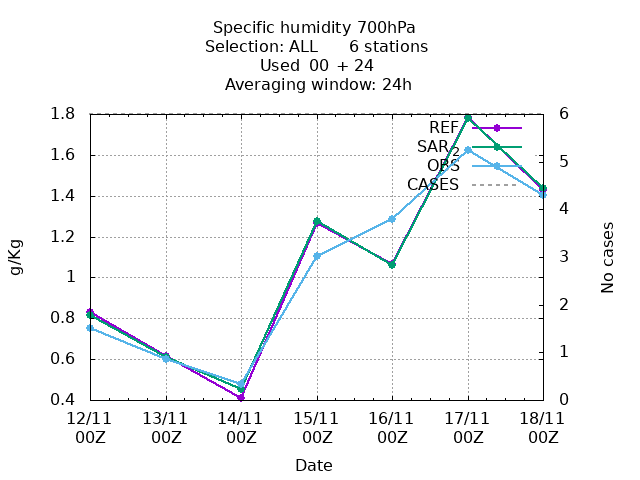 Specific humidity 700hPa
Selection: ALL      6 stations
Used  00  + 24
Averaging window: 24h
g/Kg
1.8
1.6
1.4
1.2
1
0.8
0.6
0.4
REF
SAR 2
OBS
CASES
6
5
4
3
2
1
0
No cases
12/11 13/11 14/11 15/11 16/11 17/11 18/11
00Z 00Z 00Z 00Z 00Z 00Z 00Z
Date